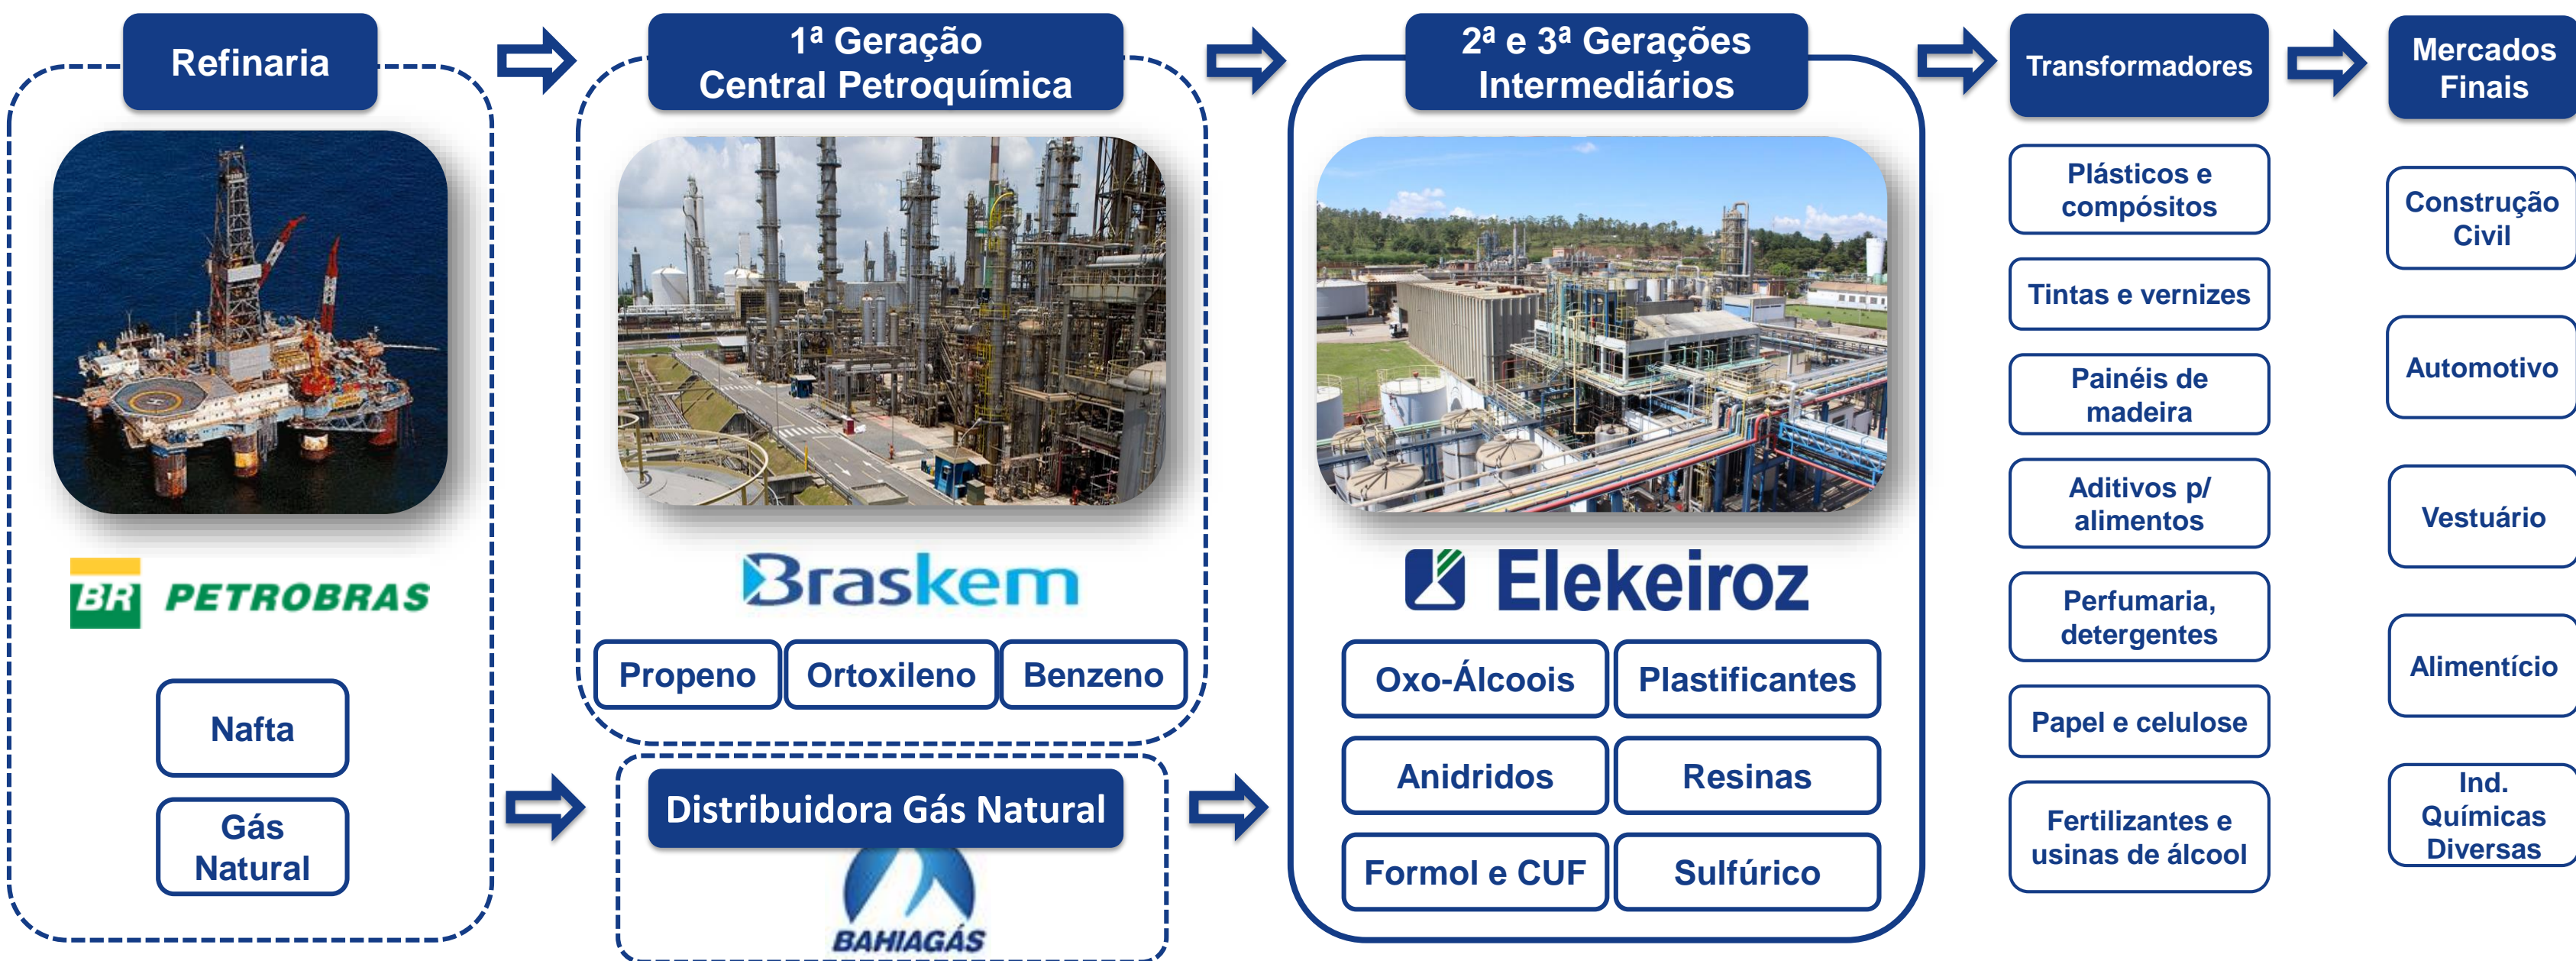 Refinaria
BR PETROBRAS
Nafta
Gás
Natural
1ª Geração
Central Petroquímica
Braskem
Propeno
Ortoxileno
Benzeno
Distribuidora Gás Natural
BAHIAGÁS
2ª e 3ª Gerações
Intermediários
Elekeiroz
Oxo-Álcoois
Plastificantes
Anidridos
Resinas
Formol e CUF
Sulfúrico
Transformadores
Plásticos e
compósitos
Tintas e vernizes
Painéis de
madeira
Aditivos p/
alimentos
Perfumaria,
detergentes
Papel e celulose
Fertilizantes e
usinas de álcool
Mercados
Finais
Construção
Civil
Automotivo
Vestuário
Alimentício
Ind.
Químicas
Diversas